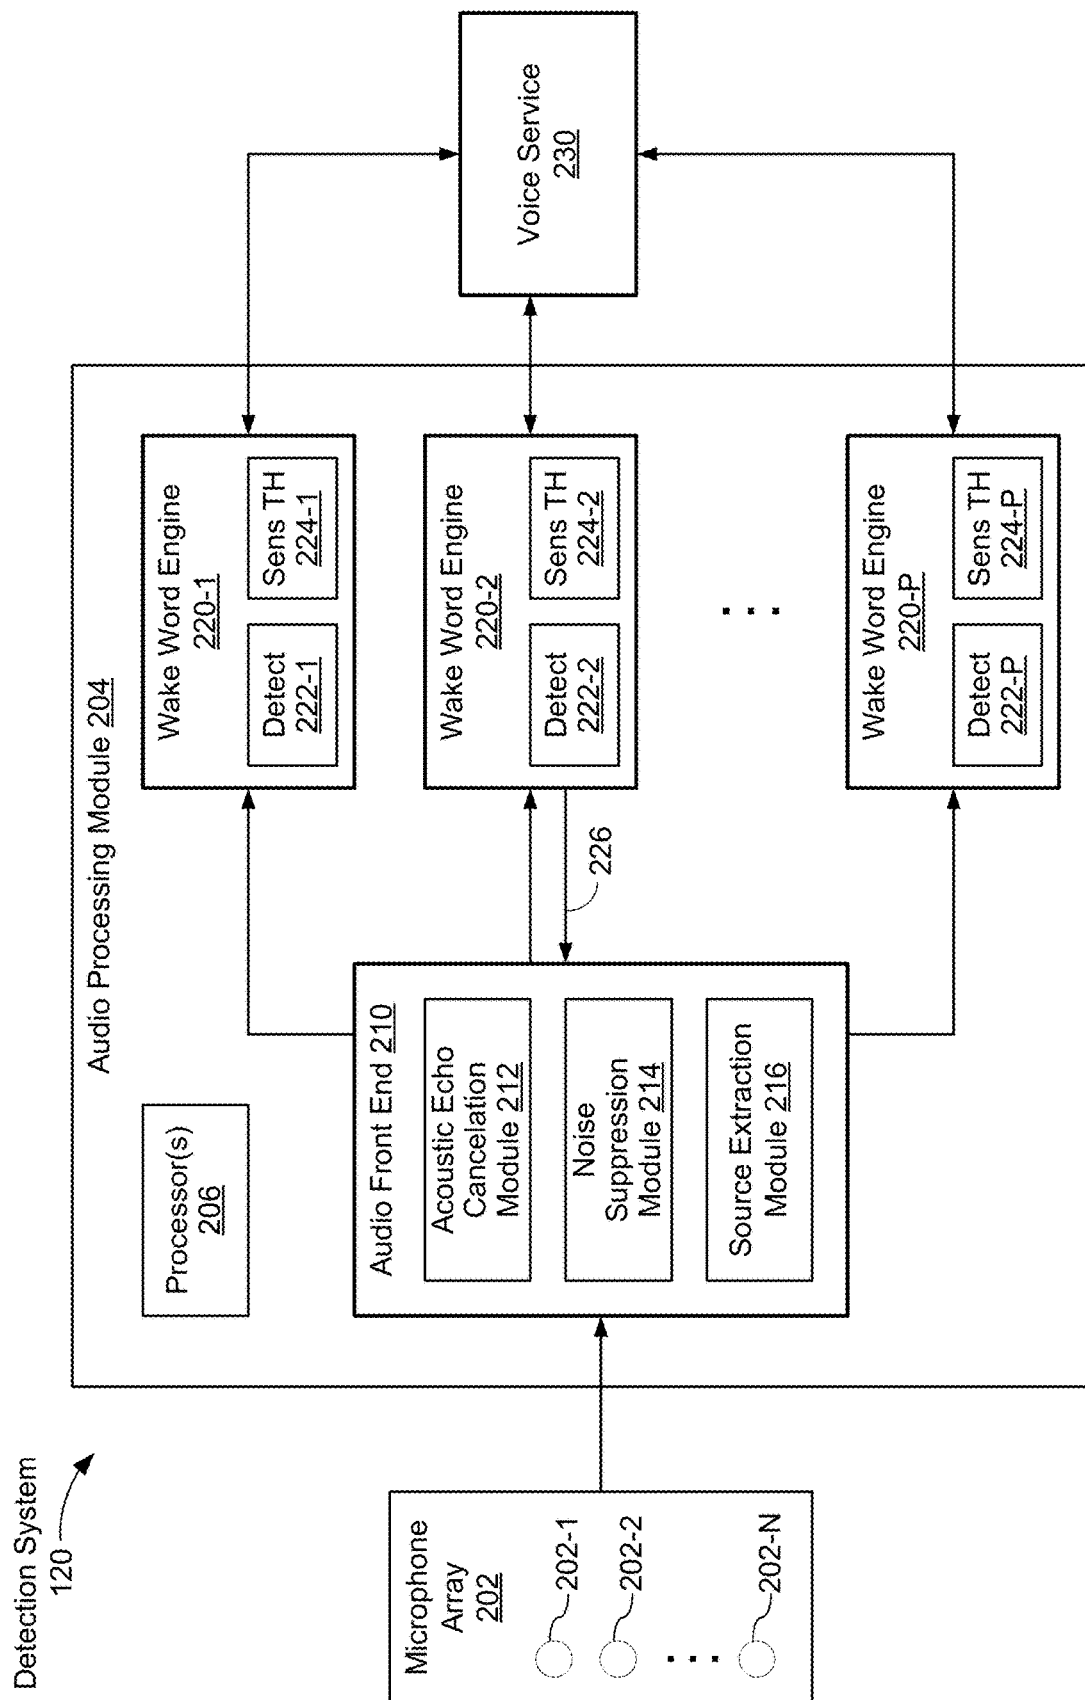 Detection System
120
Microphone
Array
202
202-1
202-2
202-N
Audio Processing Module 204
Processor(s)
206
Audio Front End 210
Acoustic Echo
Cancelation
Module 212
Noise
Suppression
Module 214
Source Extraction
Module 216
226
Wake Word Engine
220-1
Detect
222-1
Sens TH
224-1
Wake Word Engine
220-2
Detect
222-2
Sens TH
224-2
Wake Word Engine
220-P
Detect
222-P
Sens TH
224-P
Voice Service
230